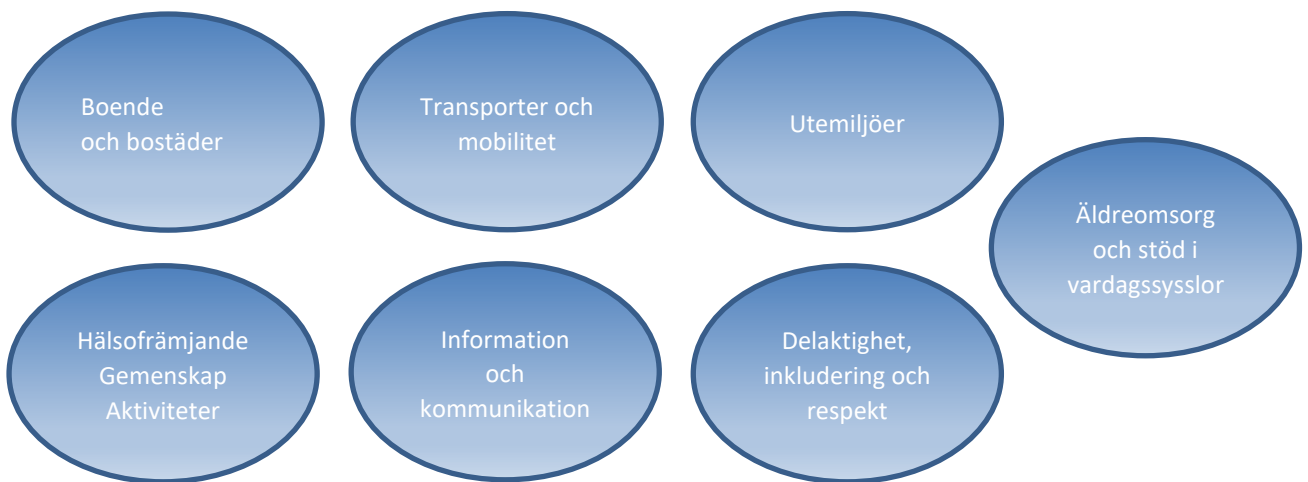 Boende
och bostäder
Transporter och
mobilitet
Utemiljöer
Äldreomsorg
och stöd i
vardagssysslor
Hälsofrämjande
Gemenskap
Aktiviteter
Information
och
kommunikation
Delaktighet,
inkludering och
respekt